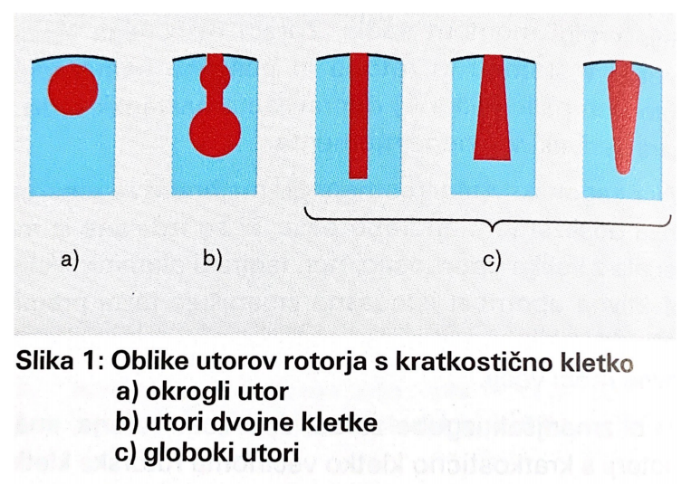 a)
b)
c)
Slika 1: Oblike utorov rotorja s kratkostično kletko
a) okrogli utor
b) utori dvojne kletke
c) globoki utori